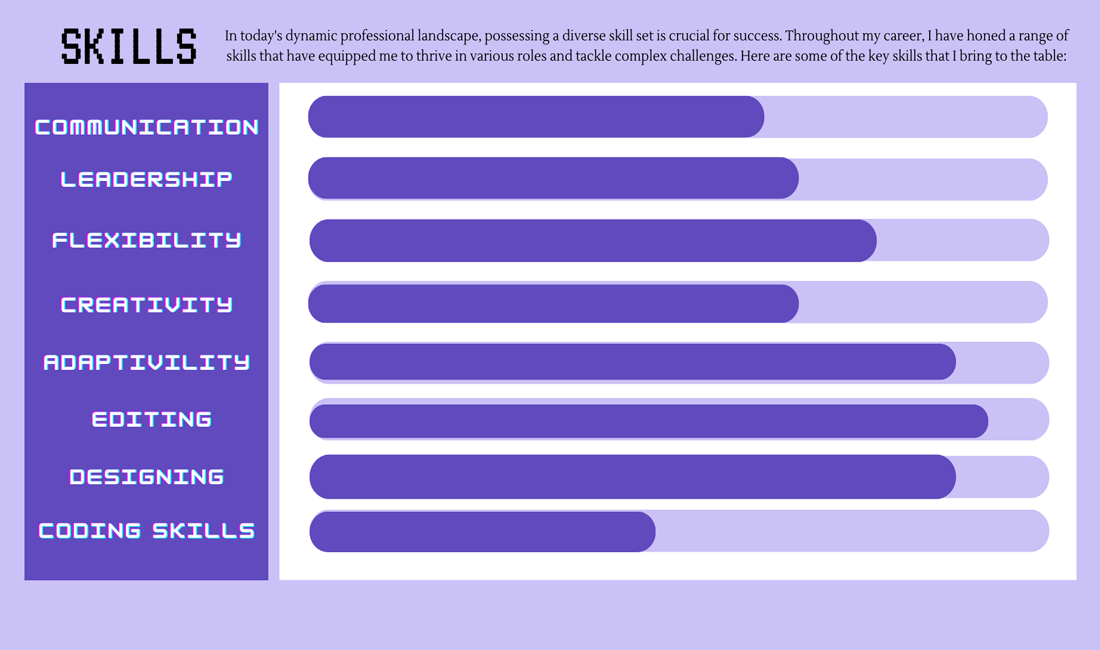 SKILLS
In today's dynamic professional landscape, possessing a diverse skill set is crucial for success. Throughout my career, I have honed a range of
skills that have equipped me to thrive in various roles and tackle complex challenges. Here are some of the key skills that I bring to the table:
COMMUNICATION
LEADERSHIP
FLEXIBILITY
CREATIVITY
ADAPTIVILITY
EDITING
DESIGNING
CODING SKILLS